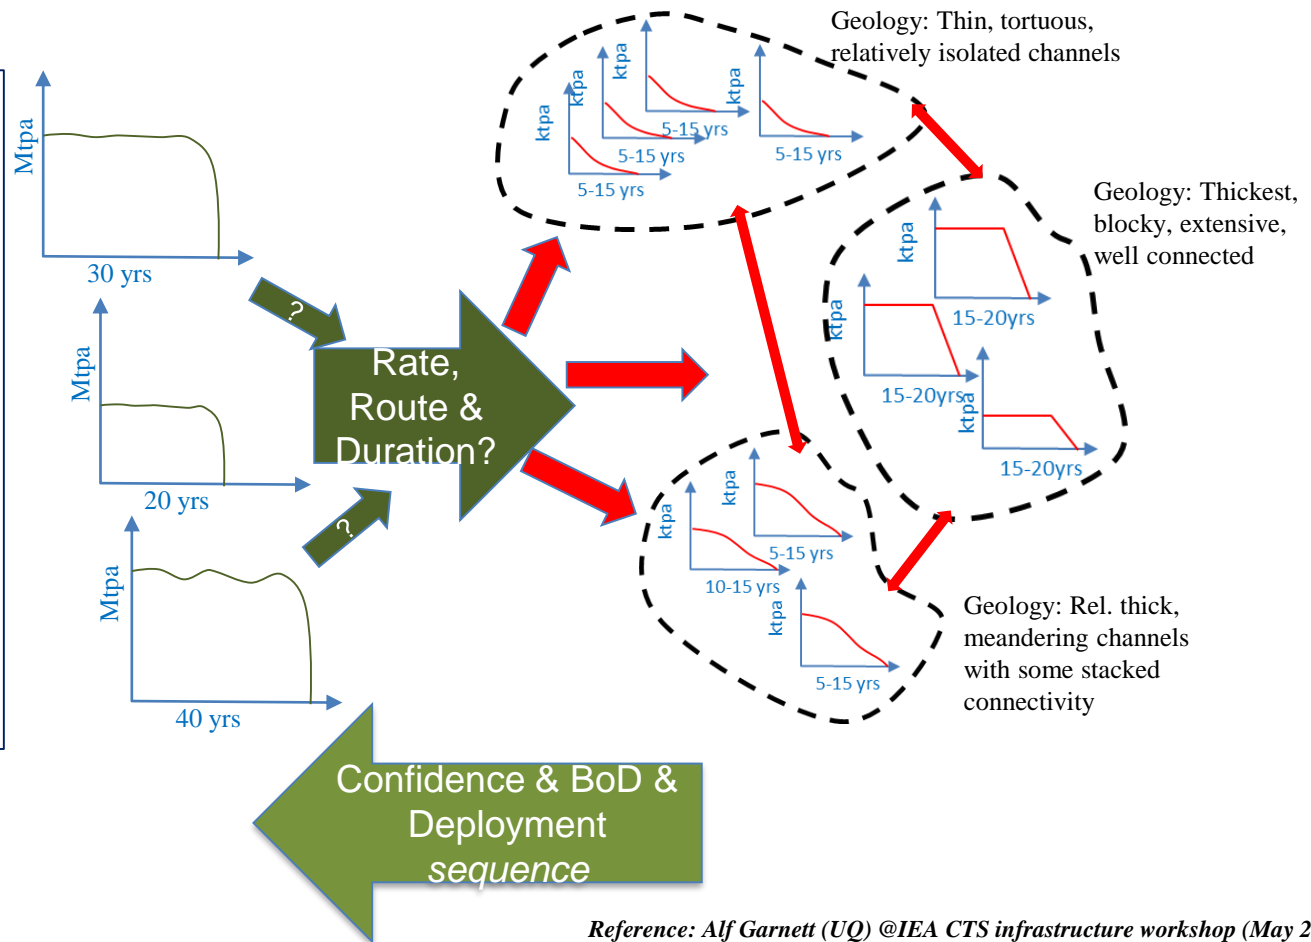 Geology: Thin, tortuous,
relatively isolated channels
Mtpa
30 yrs
Mtpa
20 yrs
Mtpa
40 yrs
?
?
Rate,
Route &
Duration?
ktpa
5-15 yrs
ktpa
5-15 yrs
ktpa
5-15 yrs
ktpa
5-15 yrs
Geology: Thickest,
blocky, extensive,
well connected
ktpa
15-20yrs
ktpa
15-20yrs
ktpa
15-20yrs
ktpa
5-15 yrs
ktpa
10-15 yrs
ktpa
5-15 yrs
Geology: Rel. thick,
meandering channels
with some stacked
connectivity
Confidence & BoD &
Deployment
sequence
Reference: Alf Garnett (UQ) @IEA CTS infrastructure workshop (May 2